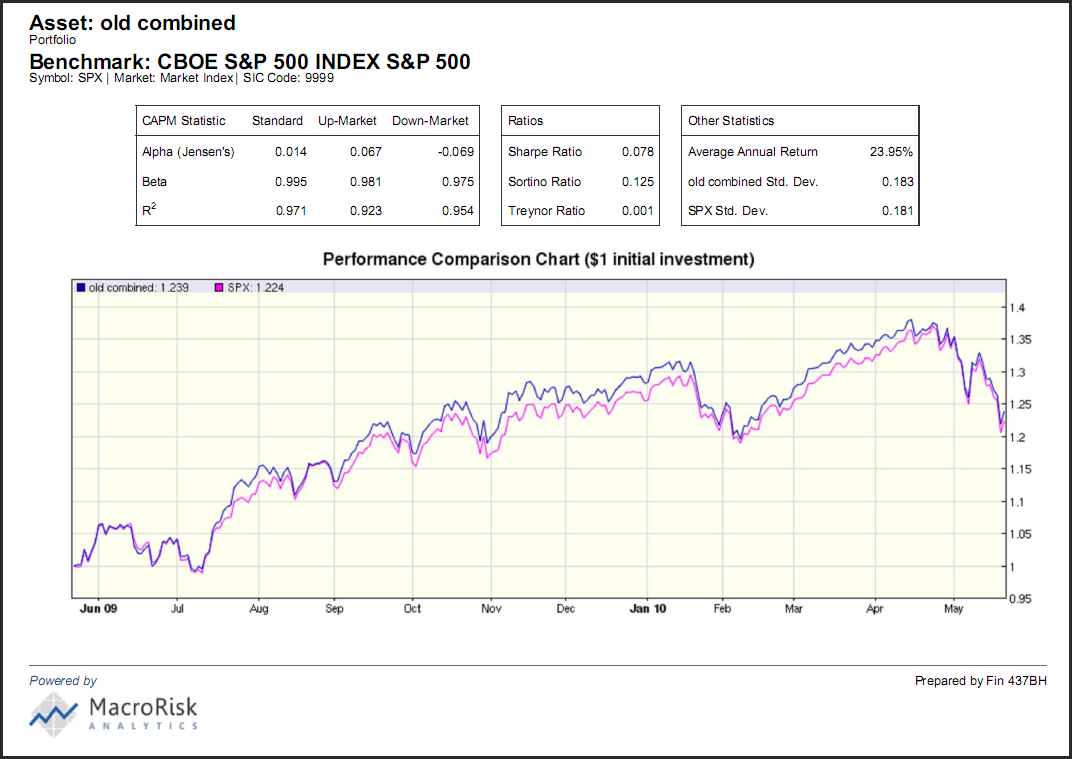 Asset: old combined
Portfolio
Benchmark: CBOE S&P 500 INDEX S&P 500
Symbol: SPX | Market: Market Index| SIC Code: 9999
CAPM Statistic Standard Up-Market Down-Market
Alpha (Jensen's) 0.014 0.067 -0.069
Beta 0.995 0.981 0.975
R² 0.971 0.923 0.954
Ratios
Sharpe Ratio 0.078
Sortino Ratio 0.125
Treynor Ratio 0.001
Other Statistics
Average Annual Return 23.95%
old combined Std. Dev. 0.183
SPX Std. Dev. 0.181
Performance Comparison Chart ($1 initial investment)
old combined: 1.239 SPX: 1.224
1.4
1.35
1.3
1.25
1.2
1.15
1.1
1.05
1
0.95
Jun 09 Jul Aug Sep Oct Nov Dec Jan 10 Feb Mar Apr May
Powered by
MacroRisk
ANALYTICS
Prepared by Fin 437BH